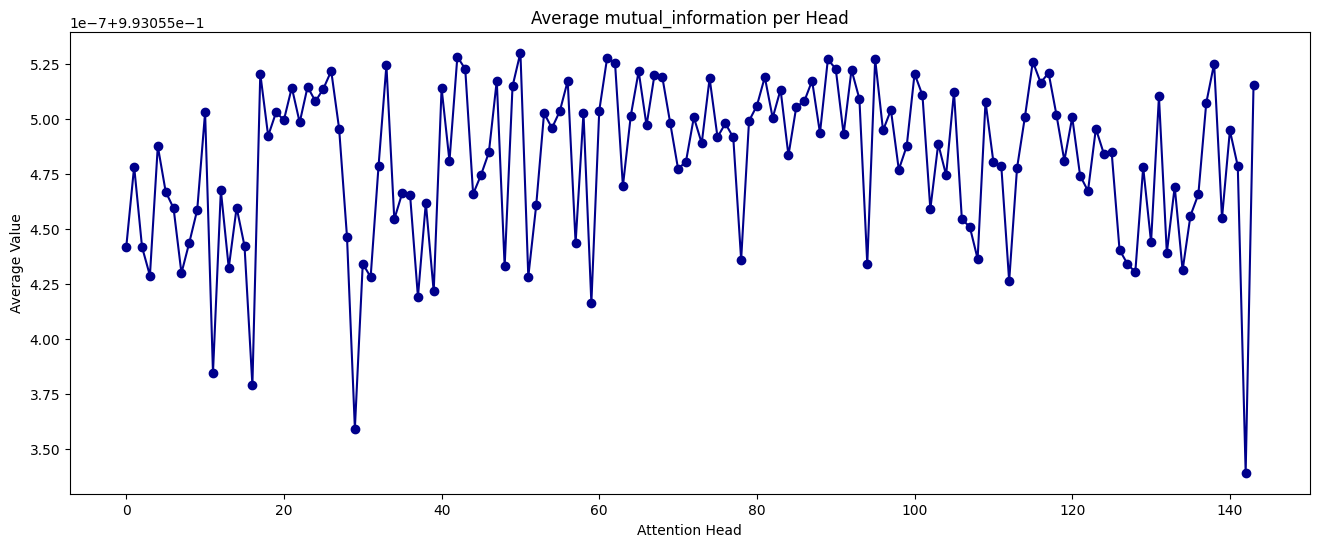 Average mutual_information per Head
1e−7+9.93055e−1
5.25
5.00
4.75
4.50
4.25
4.00
3.75
3.50
Average Value
0 20 40 60 80 100 120 140
Attention Head